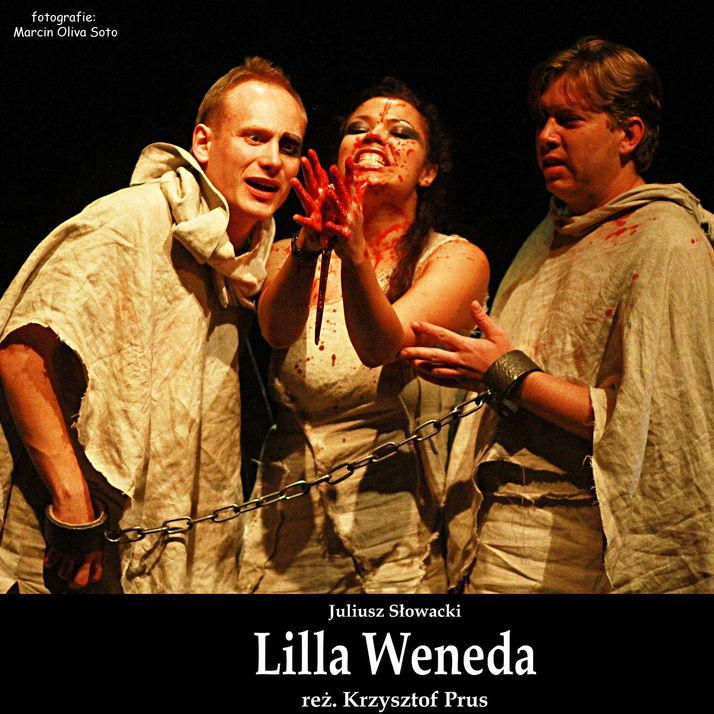 fotografie:
Marcin Oliva Soto
Juliusz Słowacki
Lilla Weneda
reż. Krzysztof Prus